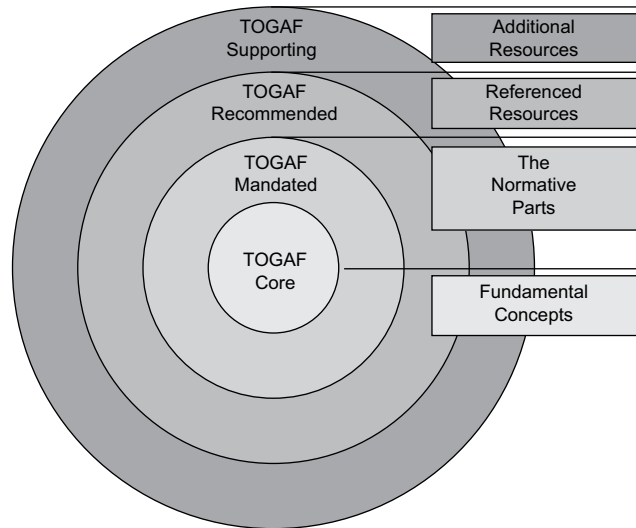 TOGAF
Supporting
Additional
Resources
TOGAF
Recommended
Referenced
Resources
TOGAF
Mandated
The
Normative
Parts
TOGAF
Core
Fundamental
Concepts